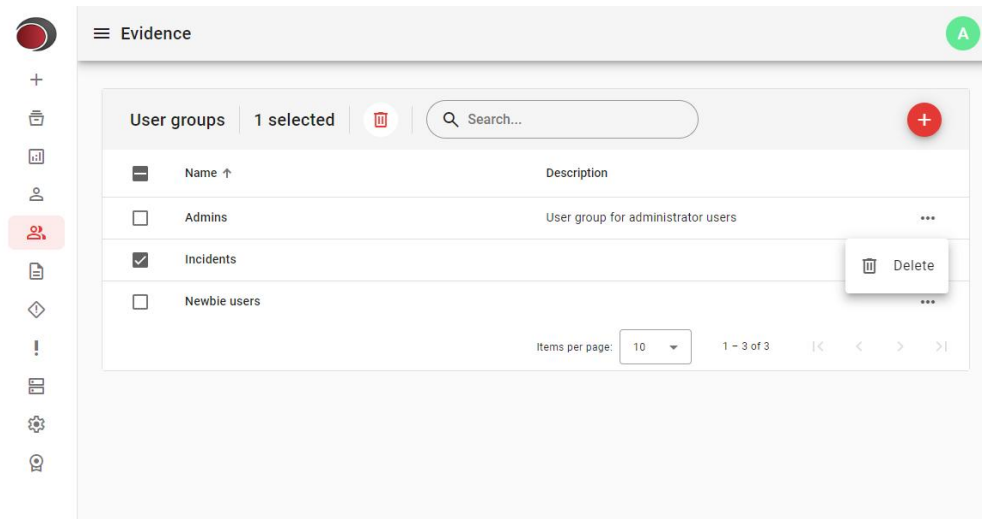 Evidence
A
User groups 1 selected Search...
Name ↑ Description
Admins User group for administrator users
Incidents
Delete
Newbie users
Items per page: 10 1 – 3 of 3